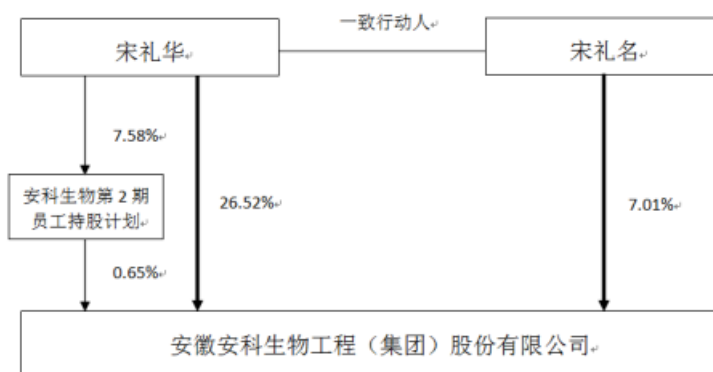 一致行动人
宋礼华
宋礼名
7.58%
安科生物第 2 期
员工持股计划
26.52%
7.01%
0.65%
安徽安科生物工程（集团）股份有限公司